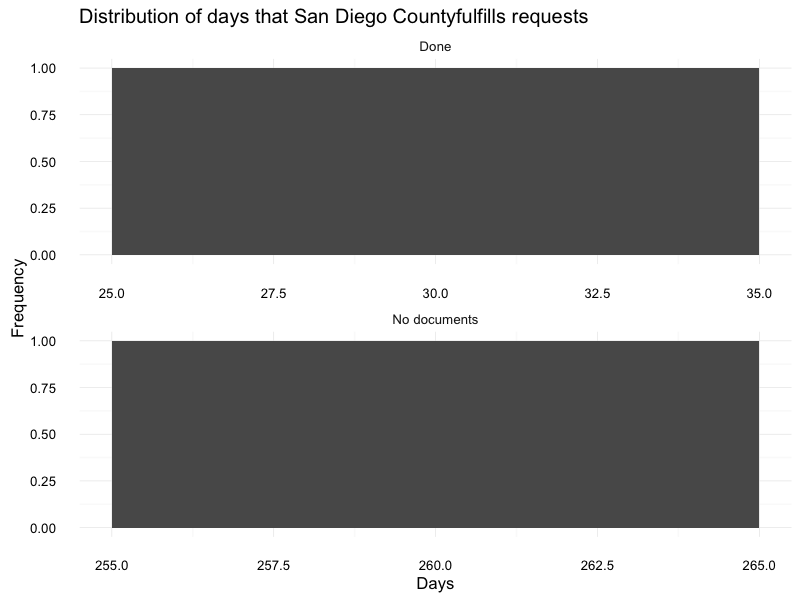 Distribution of days that San Diego Countyfulfills requests
Done
1.00
0.75
0.50
0.25
0.00
25.0 27.5 30.0 32.5 35.0
Frequency
No documents
1.00
0.75
0.50
0.25
0.00
255.0 257.5 260.0 262.5 265.0
Days